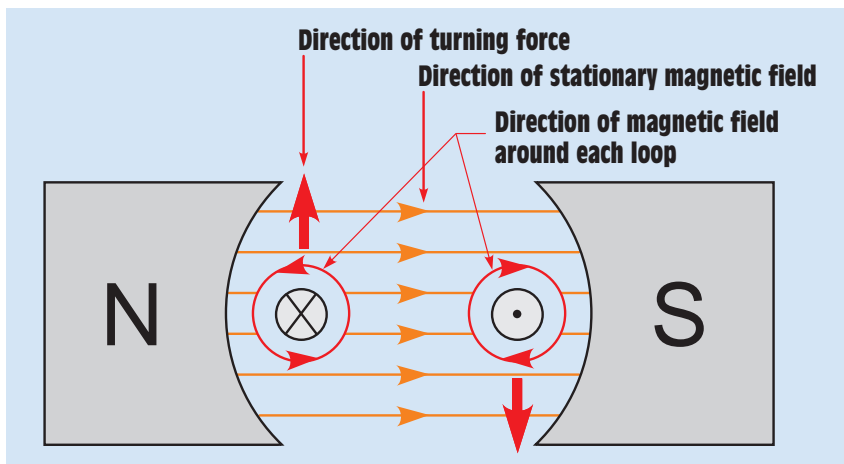 Direction of turning force
Direction of stationary magnetic field
Direction of magnetic field
around each loop
N
S